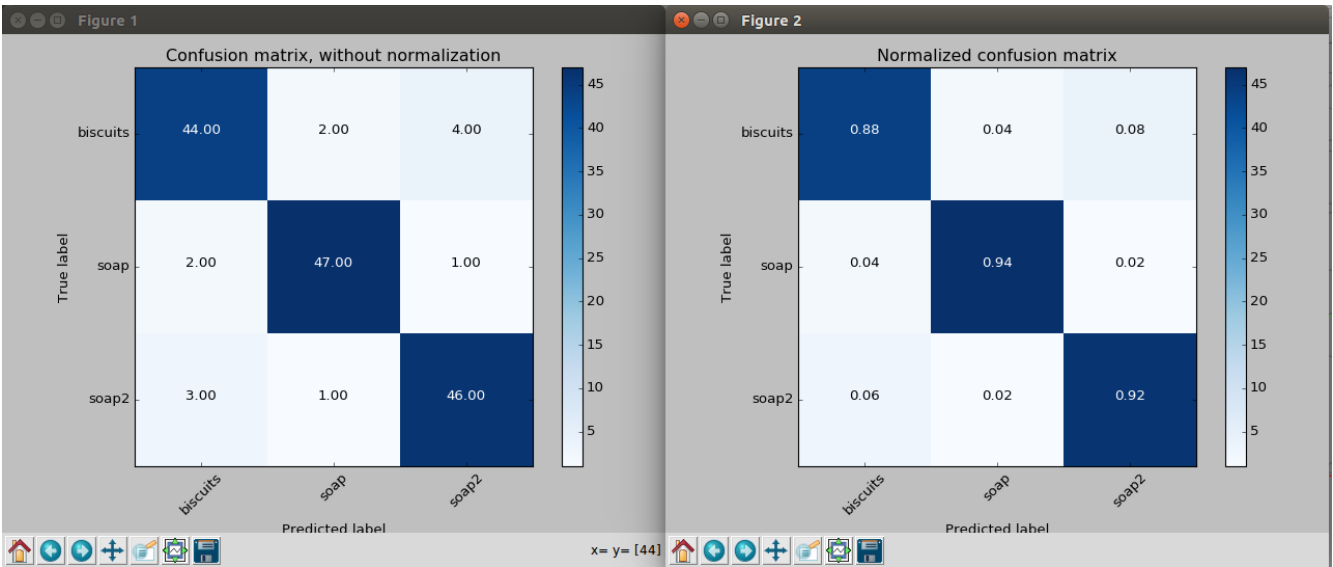 Figure 1
Confusion matrix, without normalization
biscuits 44.00 2.00 4.00
soap 2.00 47.00 1.00
soap2 3.00 1.00 46.00
True label
biscuits soap soap2
Predicted label
45
40
35
30
25
20
15
10
5
x= y= [44]
Figure 2
Normalized confusion matrix
biscuits 0.88 0.04 0.08
soap 0.04 0.94 0.02
soap2 0.06 0.02 0.92
True label
biscuits soap soap2
Predicted label
45
40
35
30
25
20
15
10
5